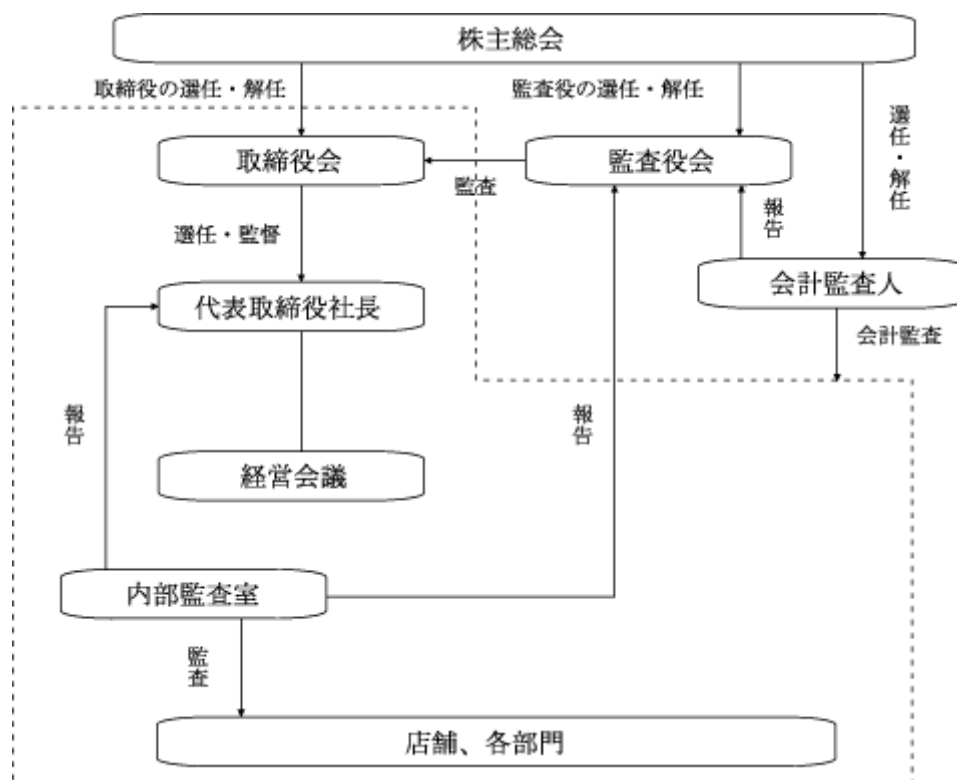 株主総会
取締役の選任・解任
監査役の選任・解任
選任・解任
取締役会
監査役会
監査
報告
選任・監督
代表取締役社長
会計監査人
会計監査
報告
報告
経営会議
内部監査室
監査
店舗、各部門